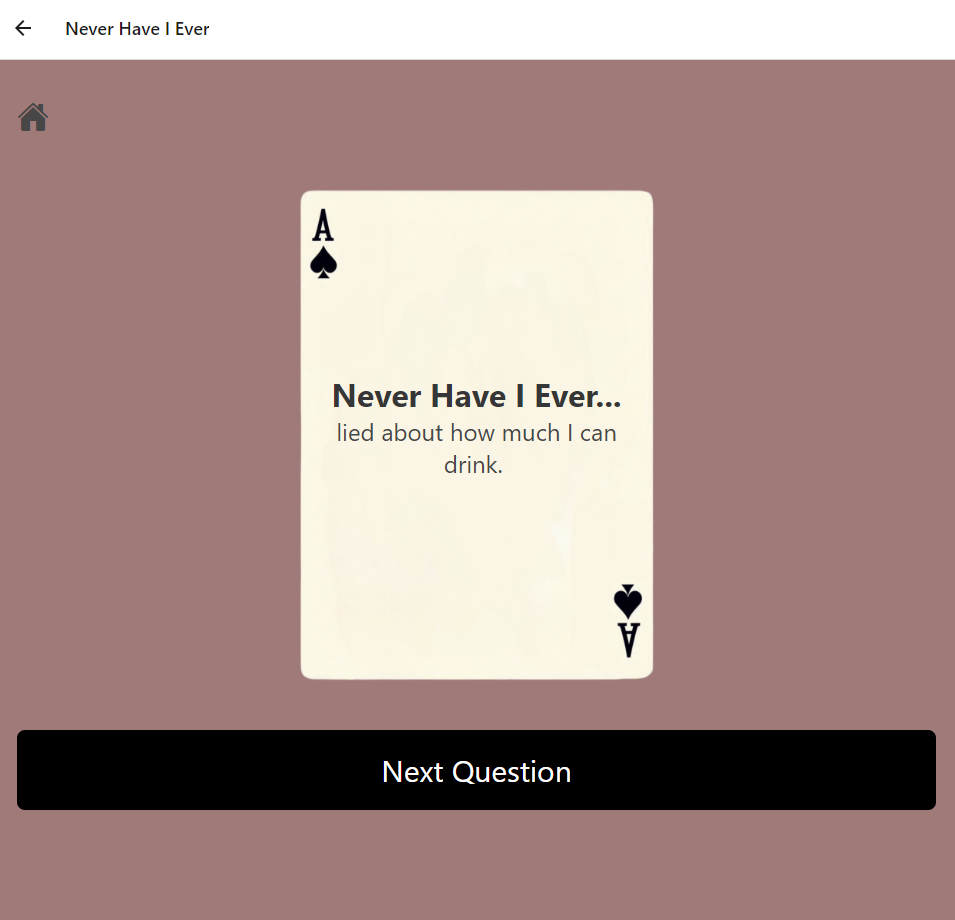 Never Have I Ever
A
Never Have I Ever...
lied about how much I can
drink.
A
Next Question